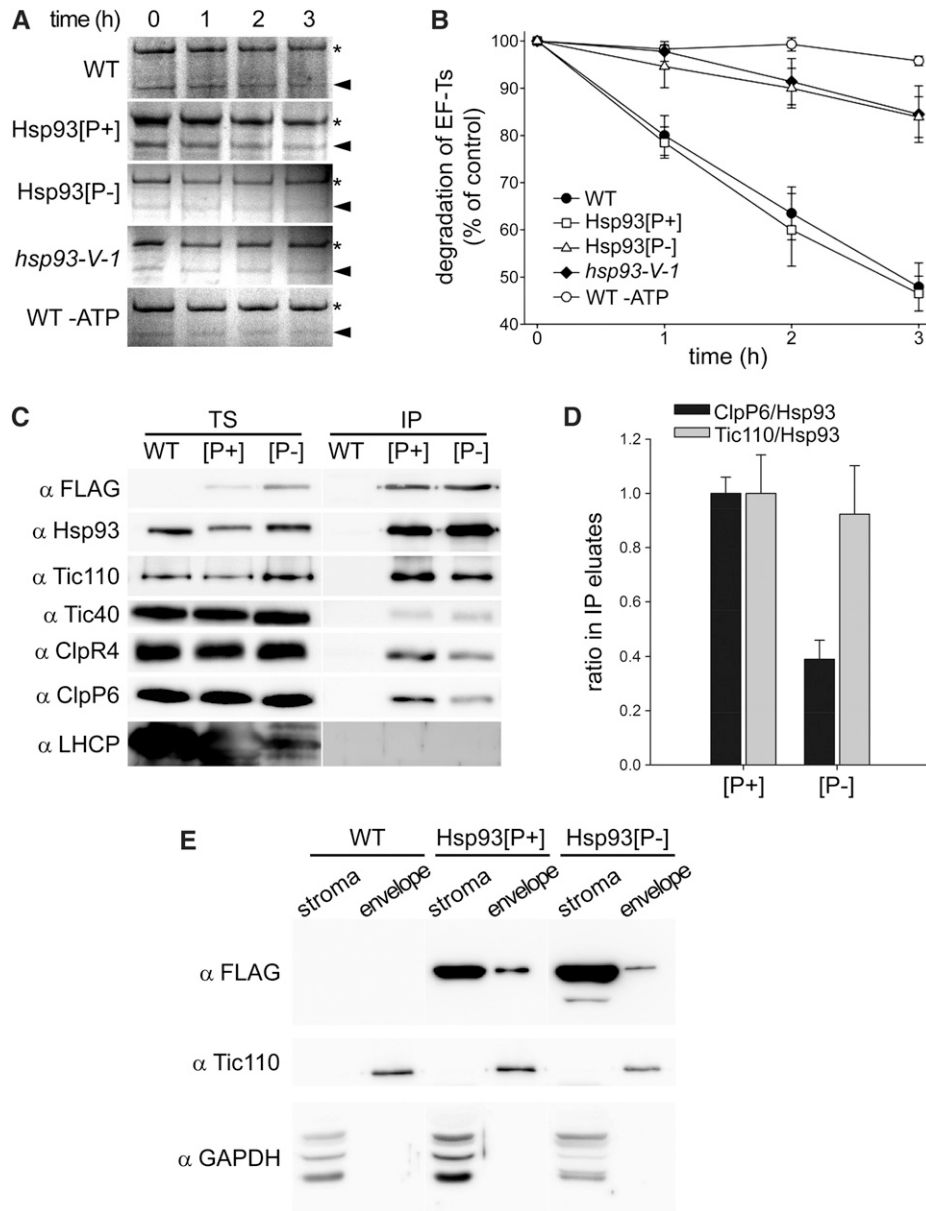 A
time (h) 0 1 2 3
WT *
Hsp93[P+] *
Hsp93[P-] *
hsp93-V-1 *
WT -ATP *
B
degradation of EF-Ts
(% of control)
100
90
80
70
60
50
40
WT
Hsp93[P+]
Hsp93[P-]
hsp93-V-1
WT -ATP
0 1 2 3
time (h)
C
TS IP
WT [P+] [P-] WT [P+] [P-]
α FLAG
α Hsp93
α Tic110
α Tic40
α ClpR4
α ClpP6
α LHCP
D
ClpP6/Hsp93
Tic110/Hsp93
ratio in IP eluates
1.2
1.0
0.8
0.6
0.4
0.2
0.0
[P+] [P-]
E
WT Hsp93[P+] Hsp93[P-]
stroma envelope stroma envelope stroma envelope
α FLAG
α Tic110
α GAPDH